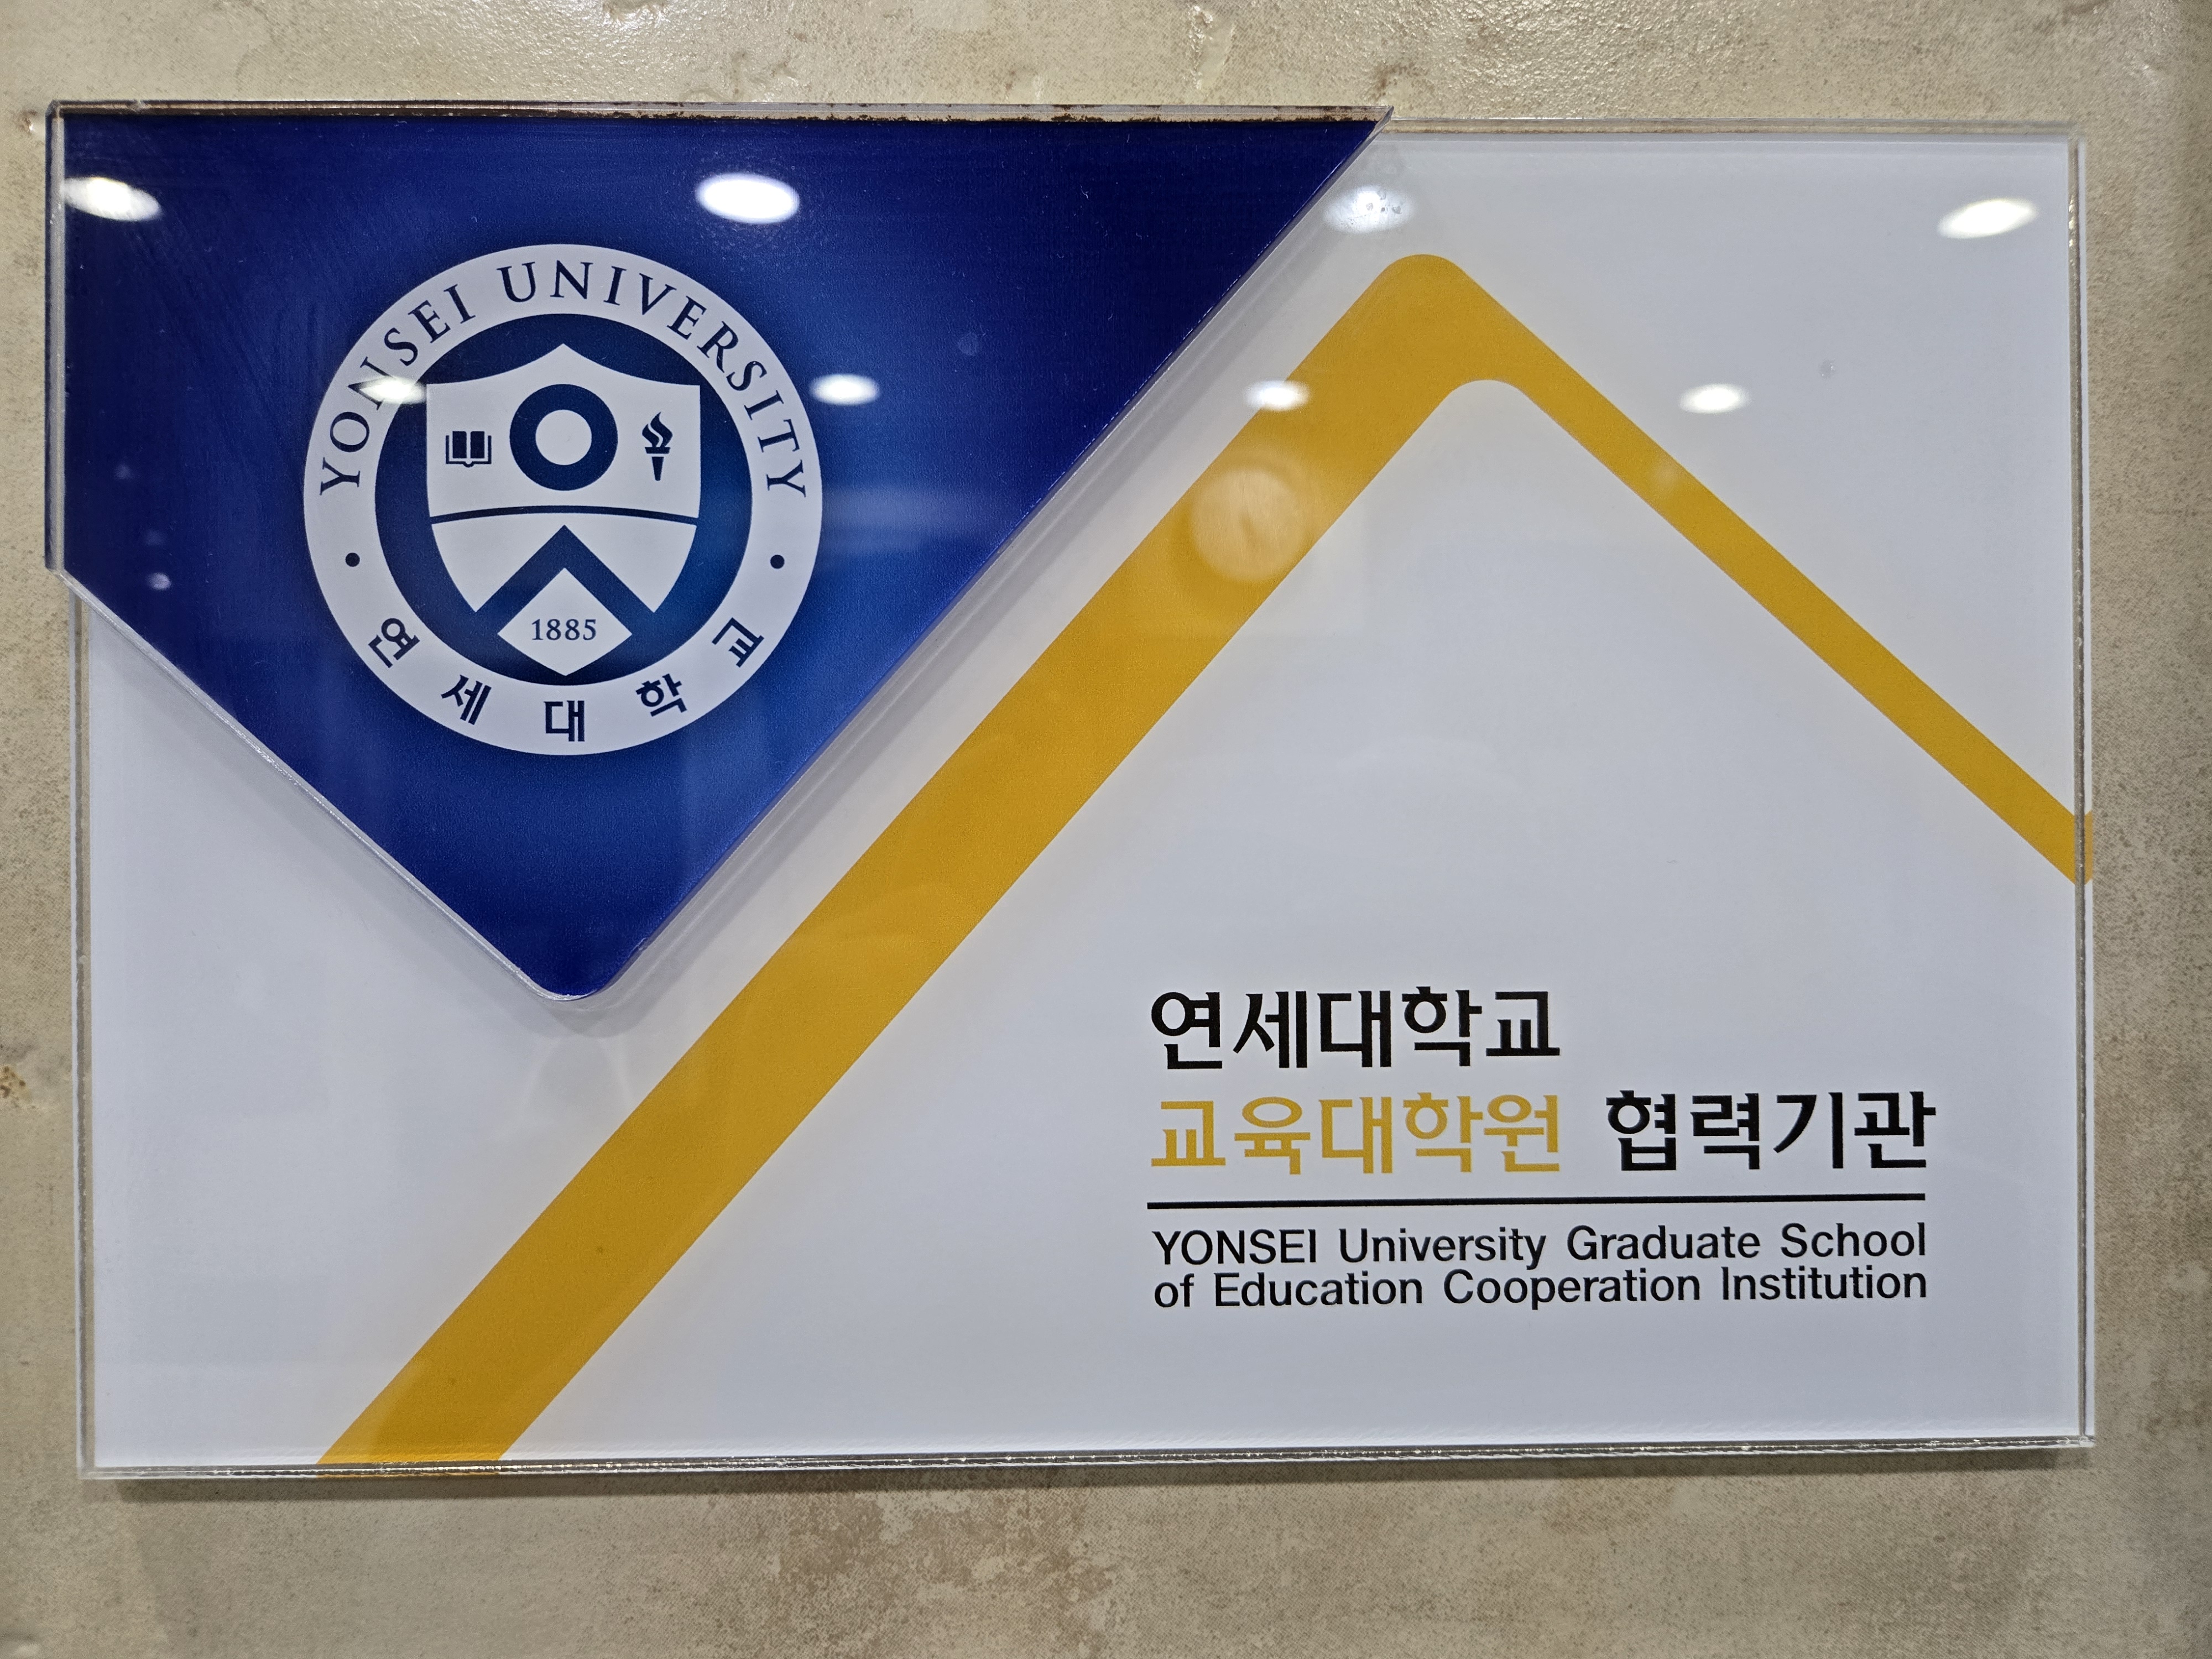 YONSEI UNIVERSITY
1885
연세대학교
연세대학교
교육대학원 협력기관
YONSEI University Graduate School
of Education Cooperation Institution